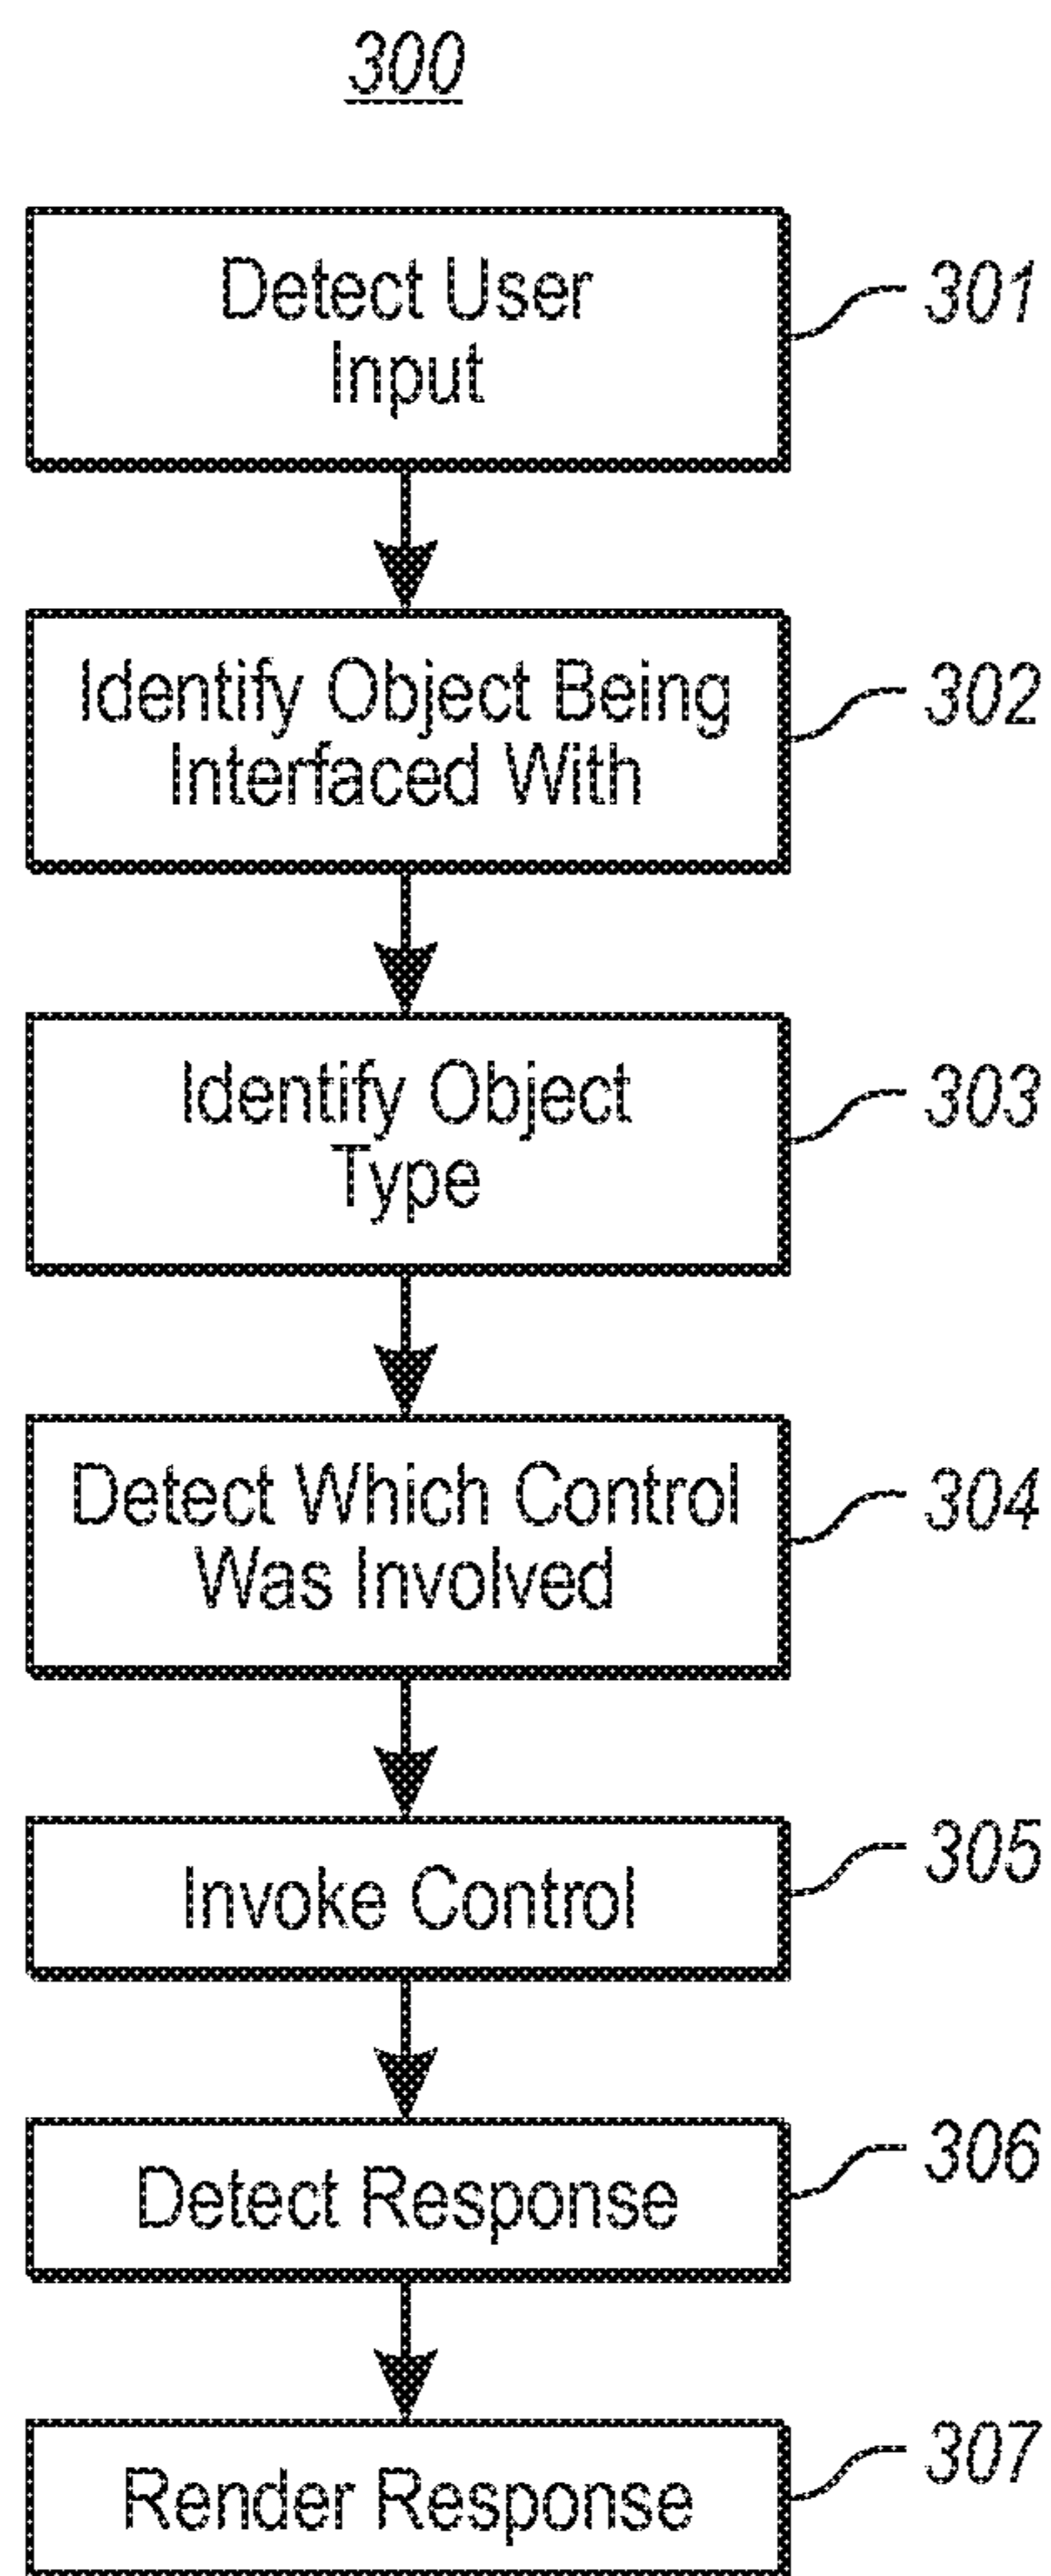 300
Detect User
Input
301
Identify Object Being
Interfaced With
302
Identify Object
Type
303
Detect Which Control
Was Involved
304
Invoke Control
305
Detect Response
306
Render Response
307